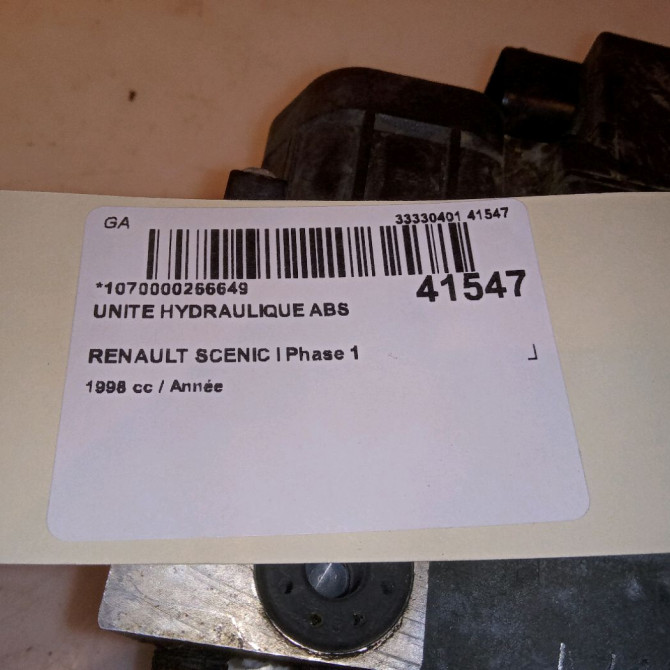 GA
33330401 41547
*1070000266649
41547
UNITE HYDRAULIQUE ABS
RENAULT SCENIC I Phase 1
1998 cc / Année